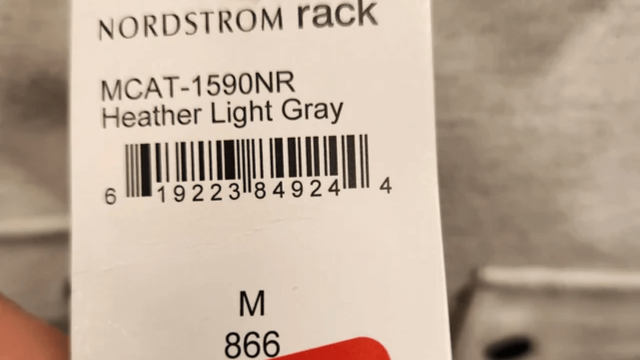 NORDSTROM rack
MCAT-1590NR
Heather Light Gray
6 19223 84924 4
M
866